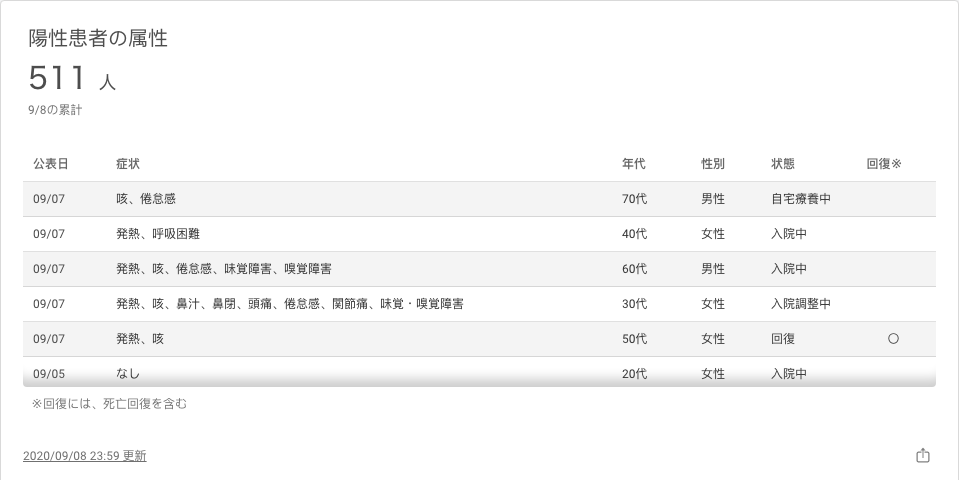 陽性患者の属性
511 人
9/8の累計
公表日 症状 年代 性別 状態 回復※
09/07 咳、倦怠感 70代 男性 自宅療養中
09/07 発熱、呼吸困難 40代 女性 入院中
09/07 発熱、咳、倦怠感、味覚障害、嗅覚障害 60代 男性 入院中
09/07 発熱、咳、鼻汁、鼻閉、頭痛、倦怠感、関節痛、味覚・嗅覚障害 30代 女性 入院調整中
09/07 発熱、咳 50代 女性 回復 ○
09/05 なし 20代 女性 入院中
※回復には、死亡回復を含む
2020/09/08 23:59 更新